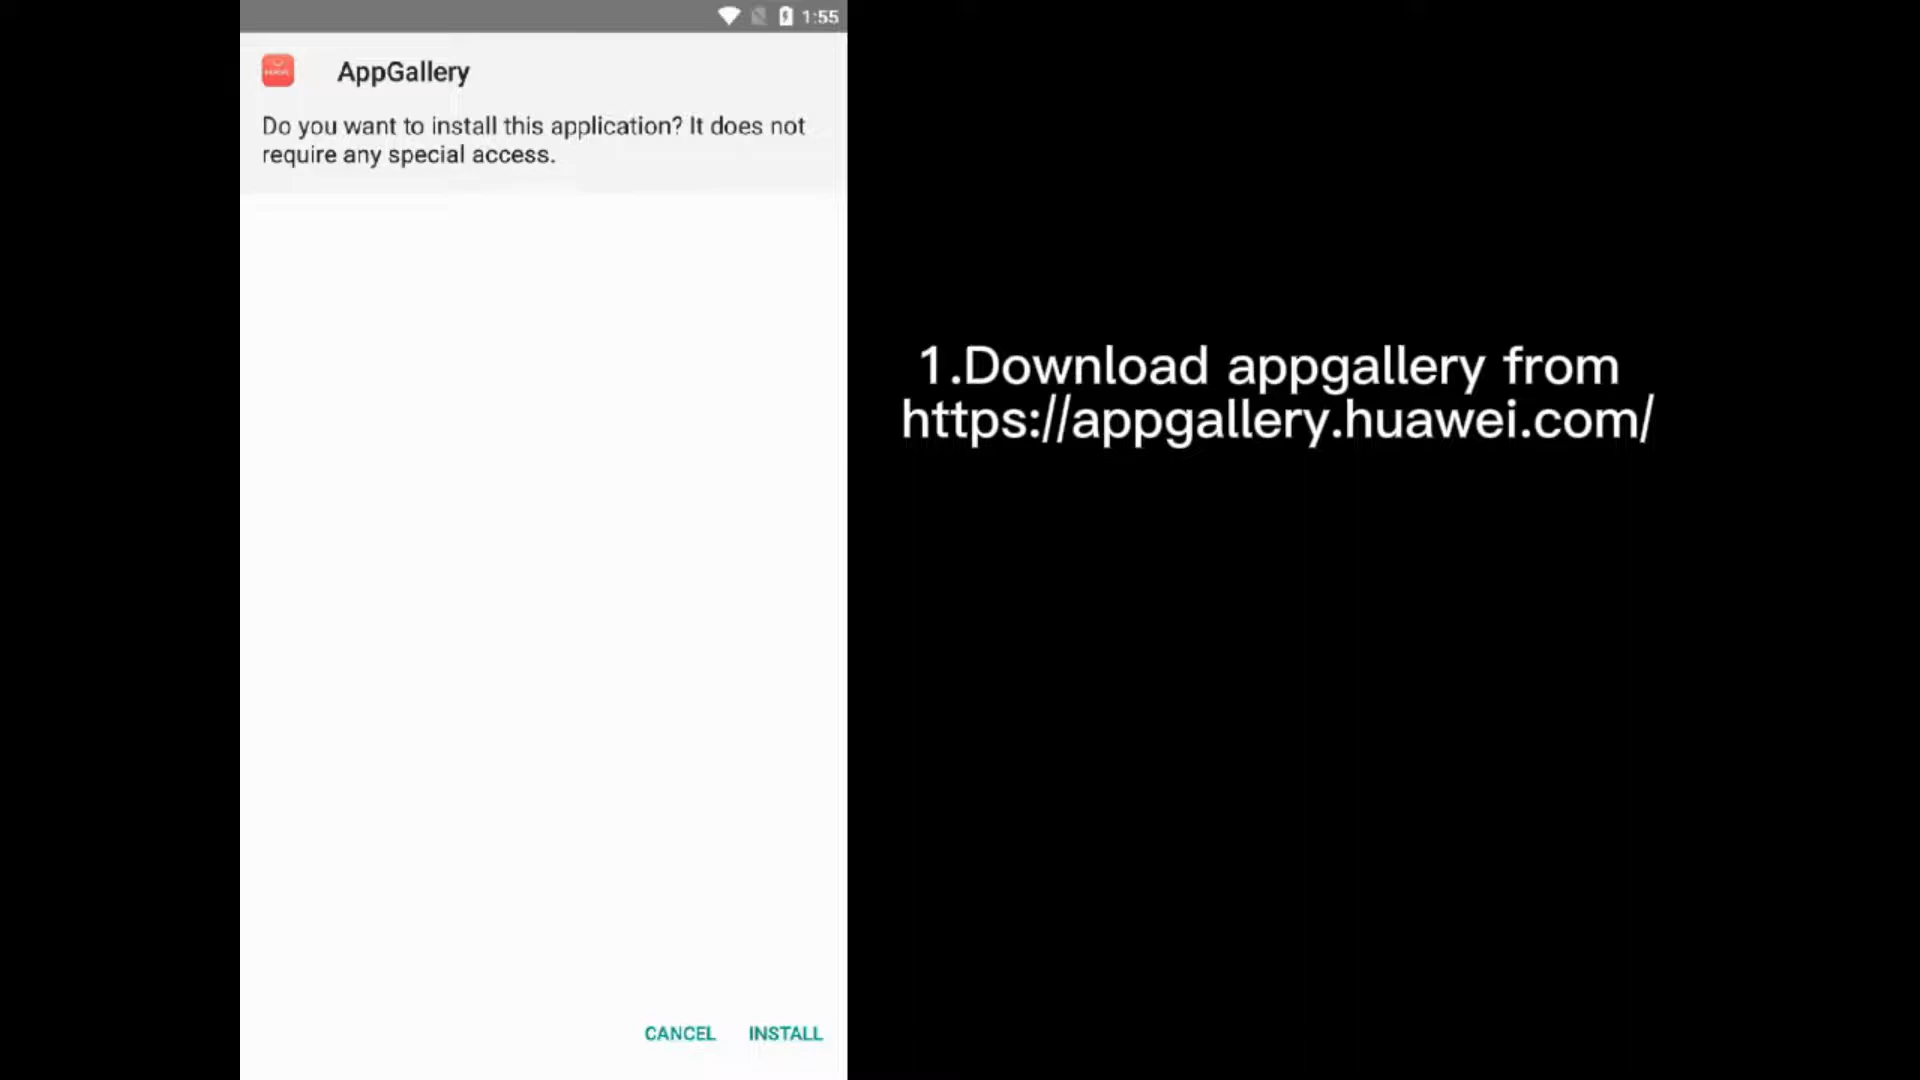 1:55
AppGallery
Do you want to install this application? It does not
require any special access.
CANCEL INSTALL
1.Download appgallery from
https://appgallery.huawei.com/